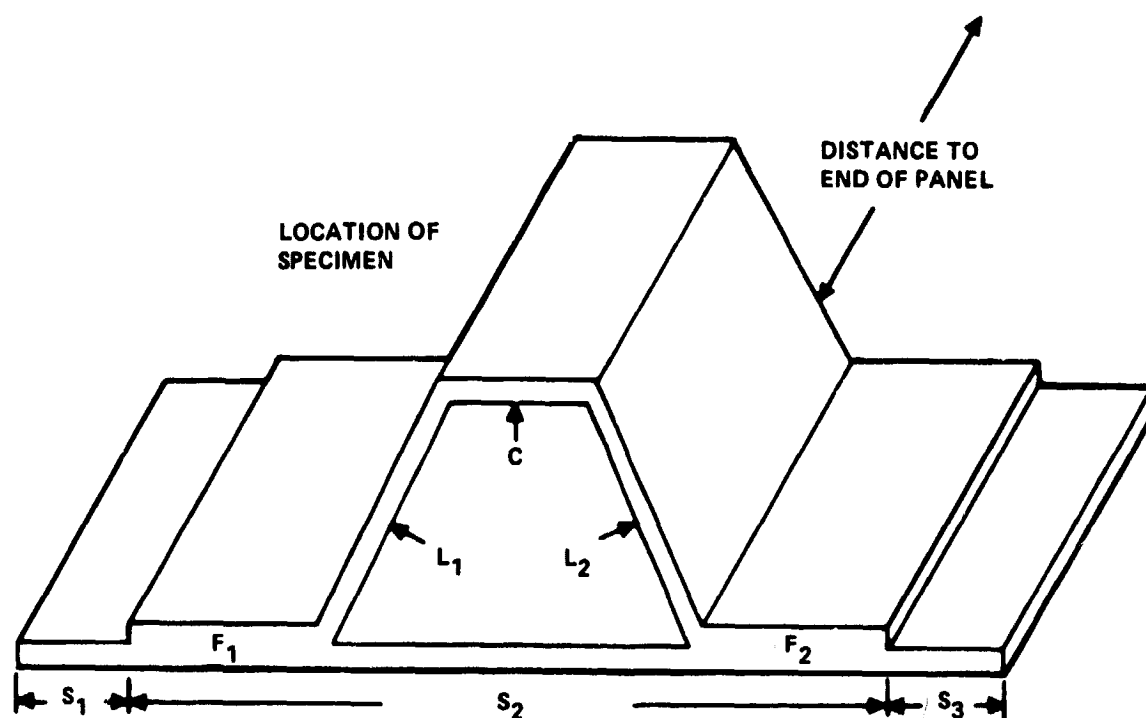 DISTANCE TO
END OF PANEL
LOCATION OF
SPECIMEN
C
L₁
L₂
F₁
F₂
S₁
S₂
S₃